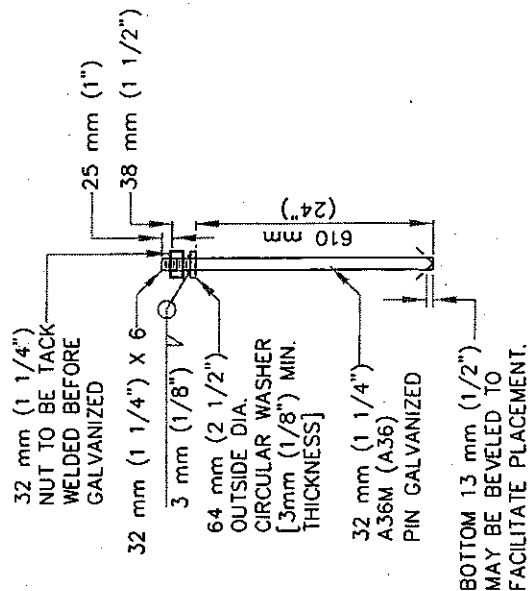 32 mm (1 1/4")
NUT TO BE TACK
WELDED BEFORE
GALVANIZED
25 mm (1")
38 mm (1 1/2")
32 mm (1 1/4") X 6
3 mm (1/8")
64 mm (2 1/2")
OUTSIDE DIA.
CIRCULAR WASHER
[3mm (1/8") MIN.
THICKNESS]
610 mm
(24")
32 mm (1 1/4")
A36M (A36)
PIN GALVANIZED
BOTTOM 13 mm (1/2")
MAY BE BEVELED TO
FACILITATE PLACEMENT.